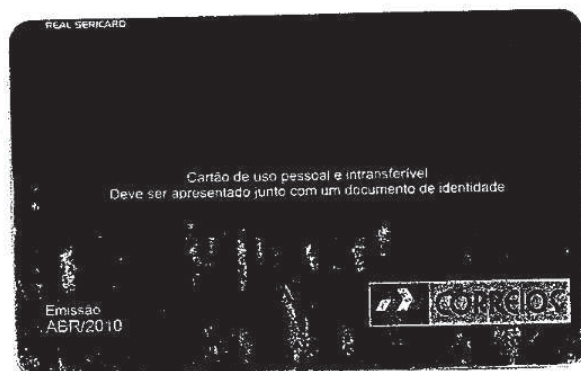 REAL SERICARD
Cartão de uso pessoal e intransferível
Deve ser apresentado junto com um documento de identidade
Emissão
ABR/2010
CORREIOS